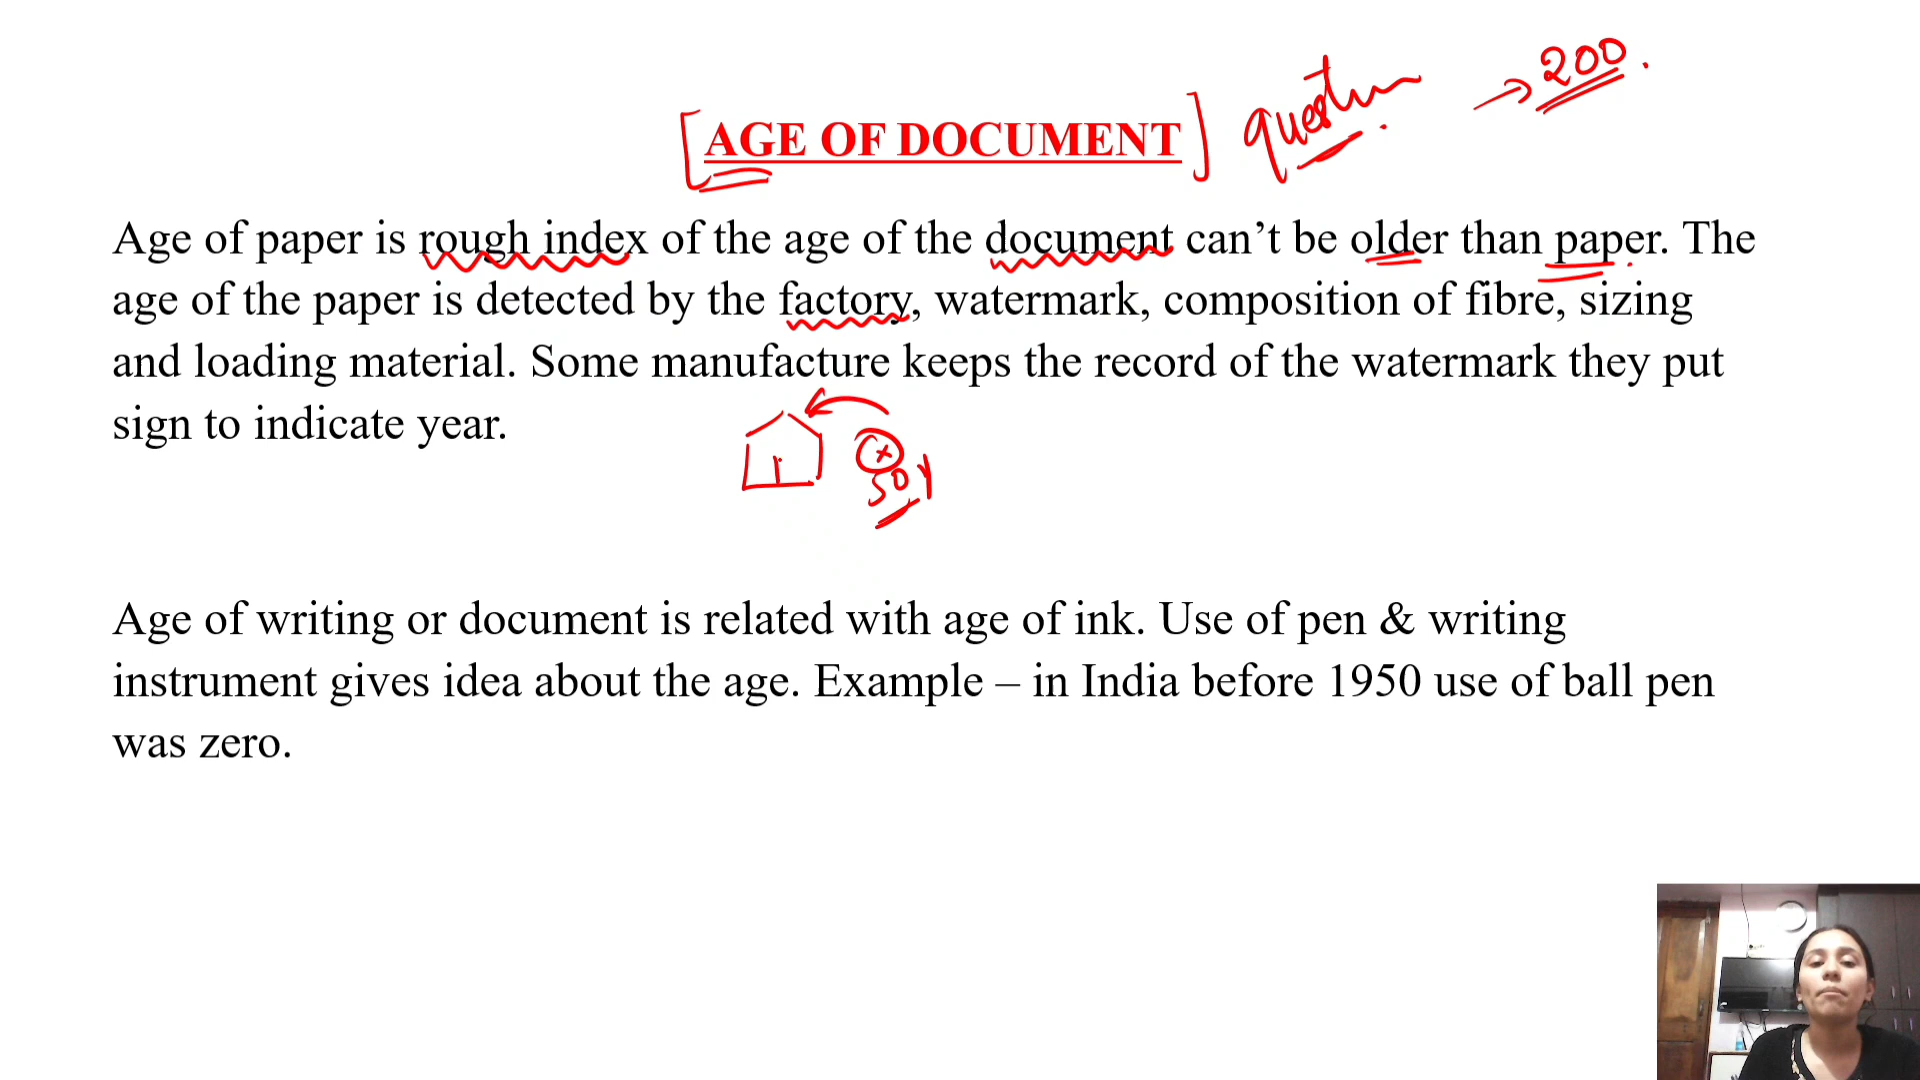 AGE OF DOCUMENT question → 200.
Age of paper is rough index of the age of the document can’t be older than paper. The
age of the paper is detected by the factory, watermark, composition of fibre, sizing
and loading material. Some manufacture keeps the record of the watermark they put
sign to indicate year.
50y
Age of writing or document is related with age of ink. Use of pen & writing
instrument gives idea about the age. Example – in India before 1950 use of ball pen
was zero.